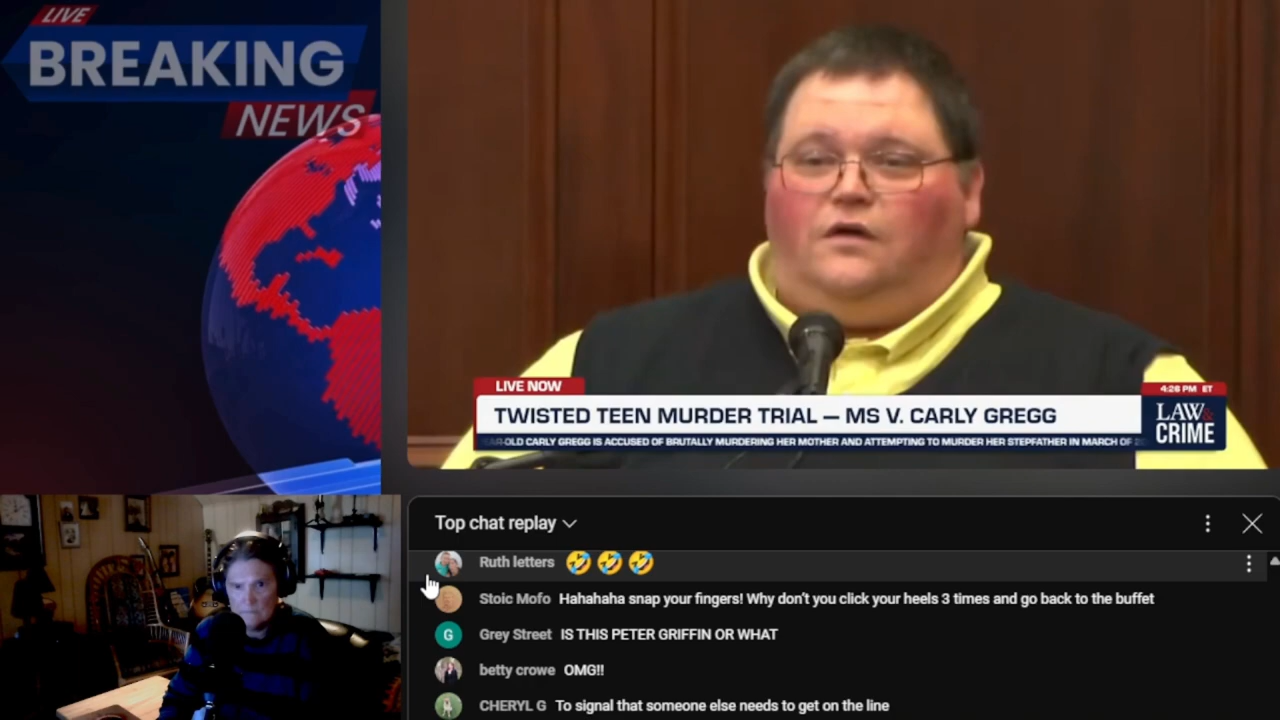 LIVE
BREAKING
NEWS
LIVE NOW
4:26 PM ET
TWISTED TEEN MURDER TRIAL — MS V. CARLY GREGG
LAW&
CRIME
-OLD CARLY GREGG IS ACCUSED OF BRUTALLY MURDERING HER MOTHER AND ATTEMPTING TO MURDER HER STEPFATHER IN MARCH OF
Top chat replay
Ruth letters 🤣🤣🤣
Stoic Mofo Hahahaha snap your fingers! Why don't you click your heels 3 times and go back to the buffet
G
Grey Street IS THIS PETER GRIFFIN OR WHAT
betty crowe OMG!!
CHERYL G To signal that someone else needs to get on the line